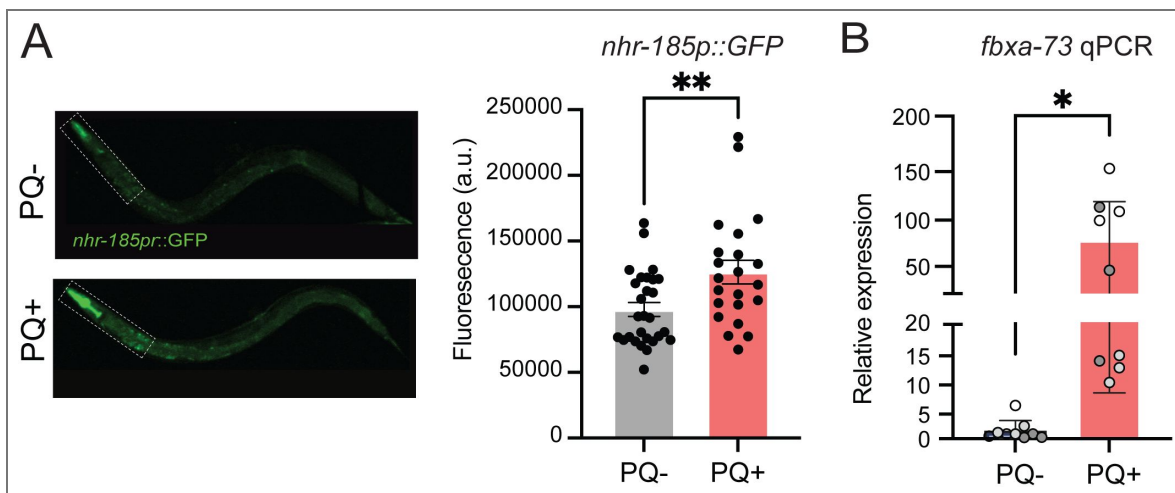 A
nhr-185p::GFP
B
fbxa-73 qPCR
PQ-
nhr-185pr::GFP
PQ+
Fluoresecence (a.u.)
250000
200000
150000
100000
50000
0
**
PQ-
PQ+
Relative expression
200
150
100
50
20
15
10
5
0
*
PQ-
PQ+